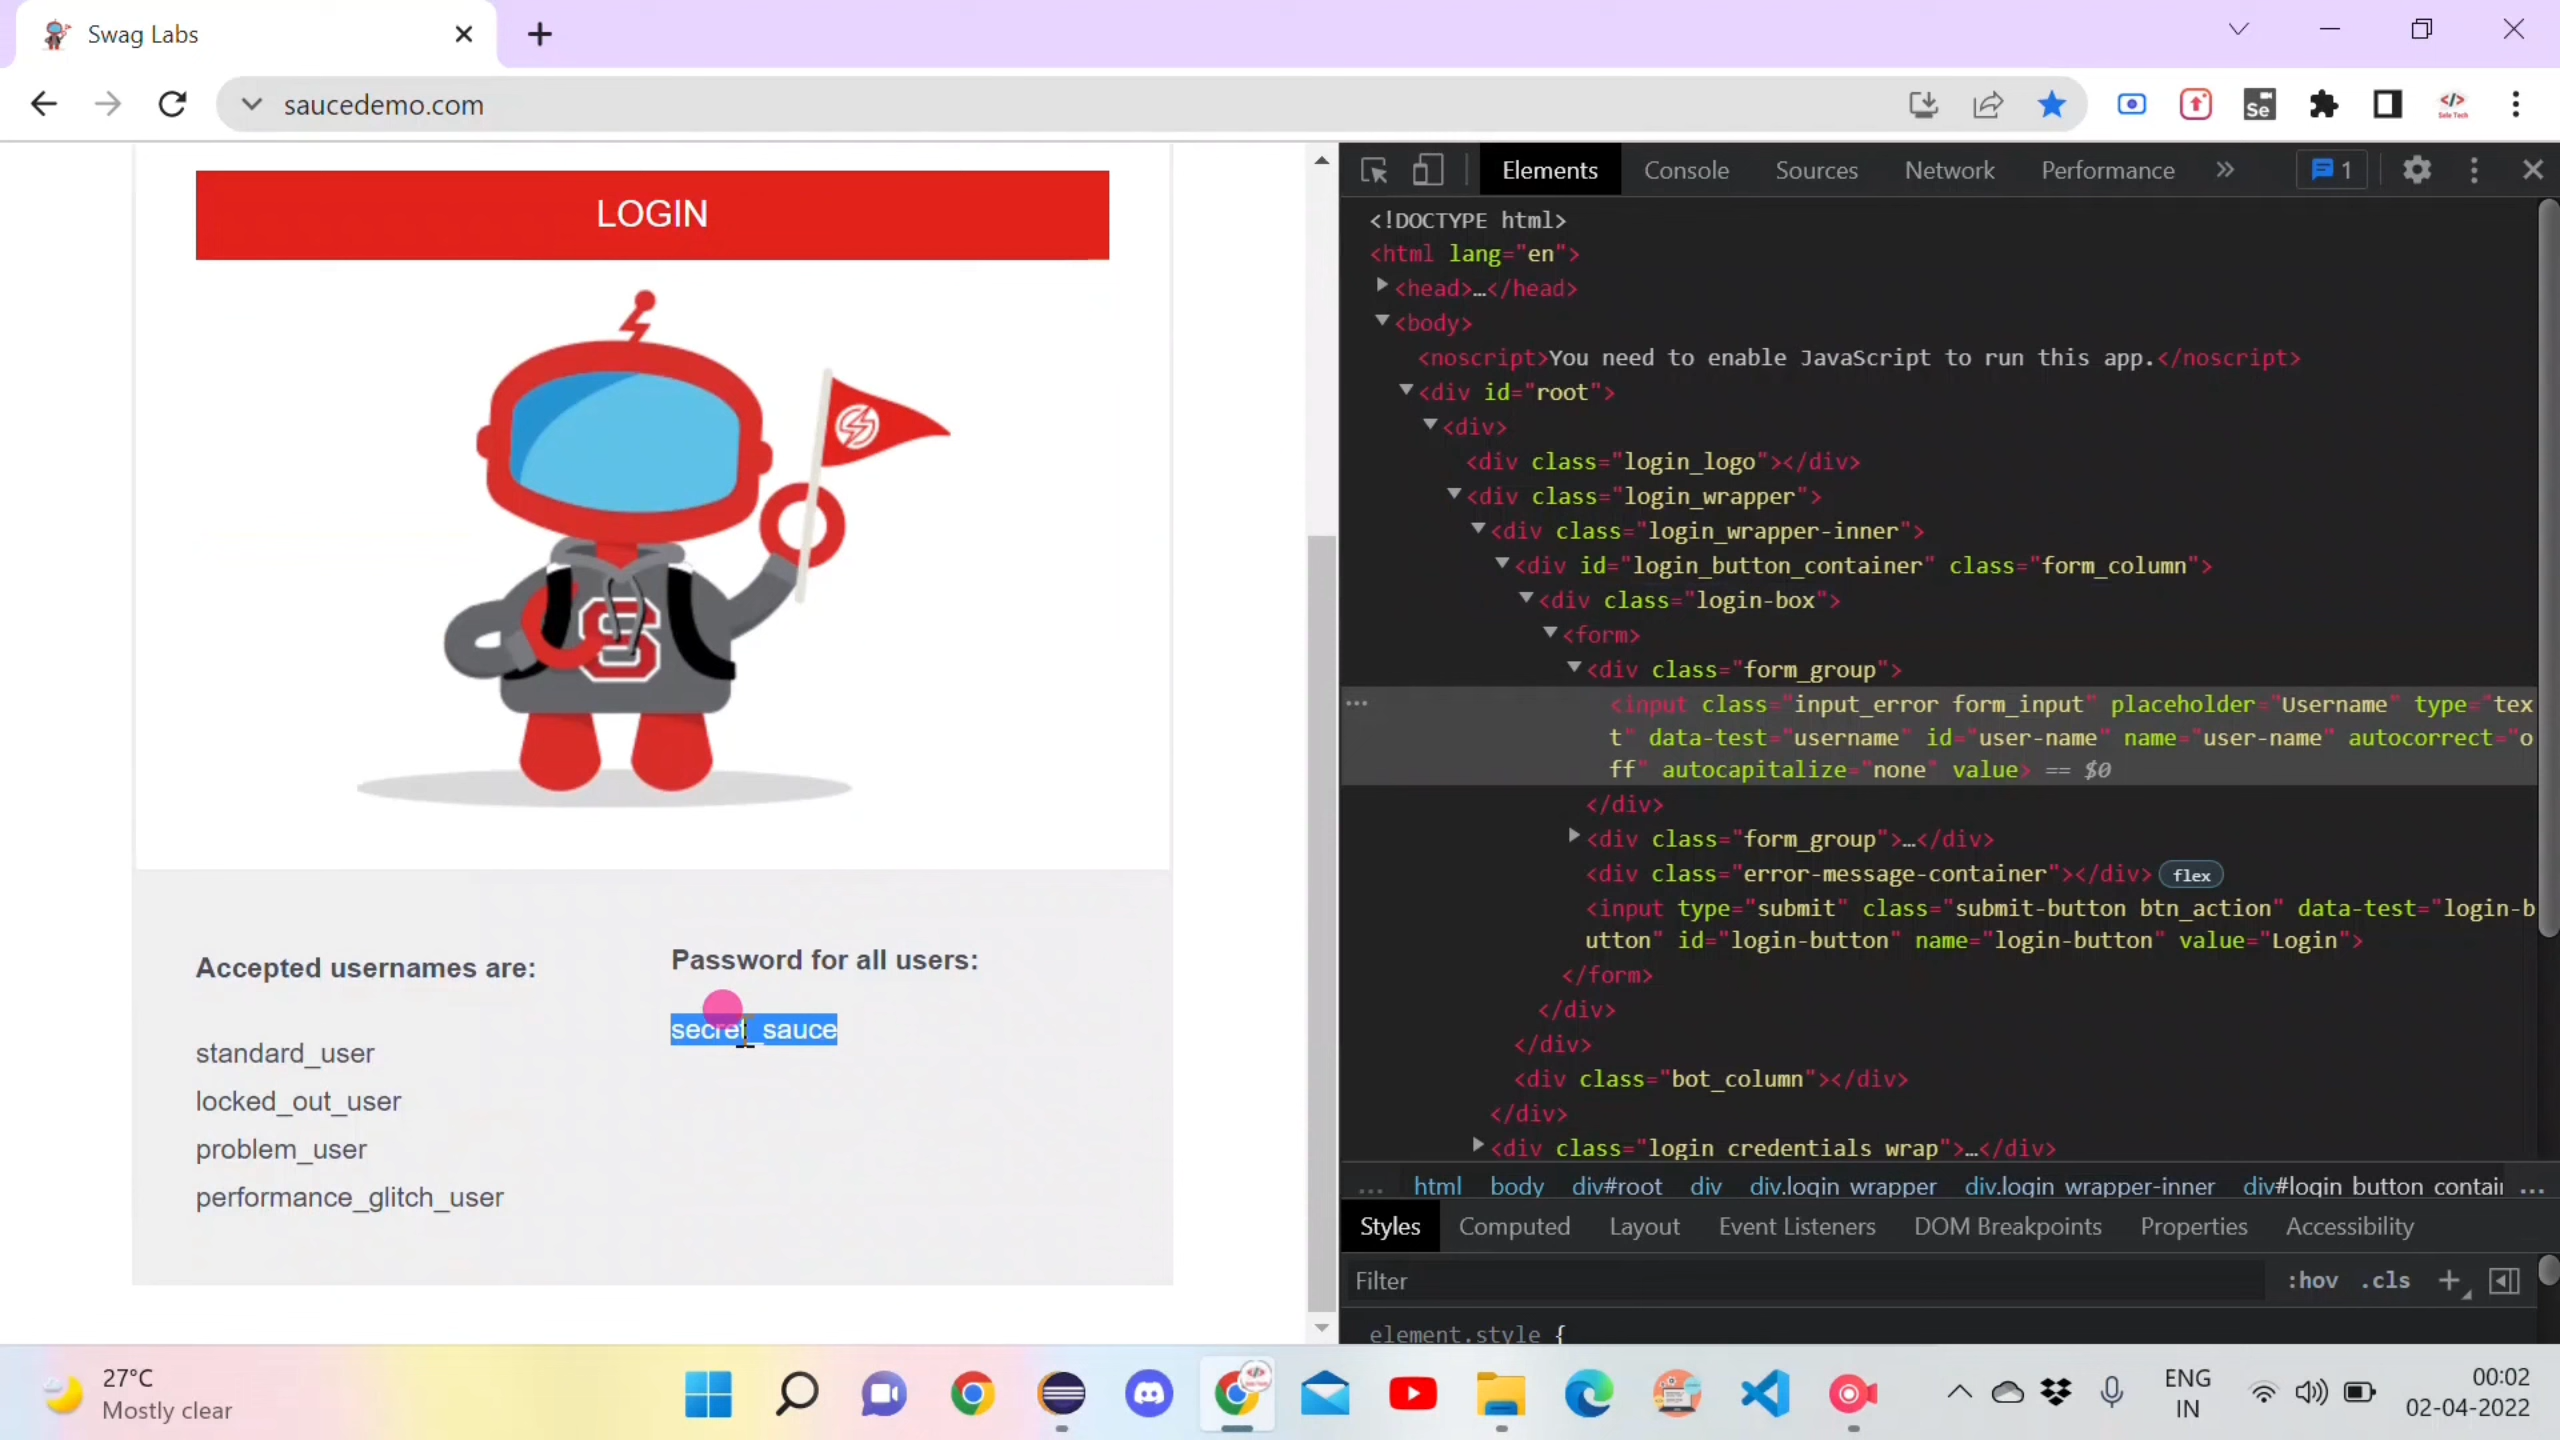 Swag Labs
saucedemo.com
Se
</>
Sele Tech
LOGIN
S
Accepted usernames are:
standard_user
locked_out_user
problem_user
performance_glitch_user
Password for all users:
secret_sauce
Elements Console Sources Network Performance » 1
<!DOCTYPE html>
<html lang="en">
<head>…</head>
<body>
<noscript>You need to enable JavaScript to run this app.</noscript>
<div id="root">
<div>
<div class="login_logo"></div>
<div class="login_wrapper">
<div class="login_wrapper-inner">
<div id="login_button_container" class="form_column">
<div class="login-box">
<form>
<div class="form_group">
… <input class="input_error form_input" placeholder="Username" type="tex
t" data-test="username" id="user-name" name="user-name" autocorrect="o
ff" autocapitalize="none" value> == $0
</div>
<div class="form_group">…</div>
<div class="error-message-container"></div> flex
<input type="submit" class="submit-button btn_action" data-test="login-b
utton" id="login-button" name="login-button" value="Login">
</form>
</div>
</div>
<div class="bot_column"></div>
</div>
<div class="login_credentials_wrap">…</div>
… html body div#root div div.login_wrapper div.login_wrapper-inner div#login_button_contai …
Styles Computed Layout Event Listeners DOM Breakpoints Properties Accessibility
Filter :hov .cls +
element.style {
27°C
Mostly clear
ENG
IN
00:02
02-04-2022